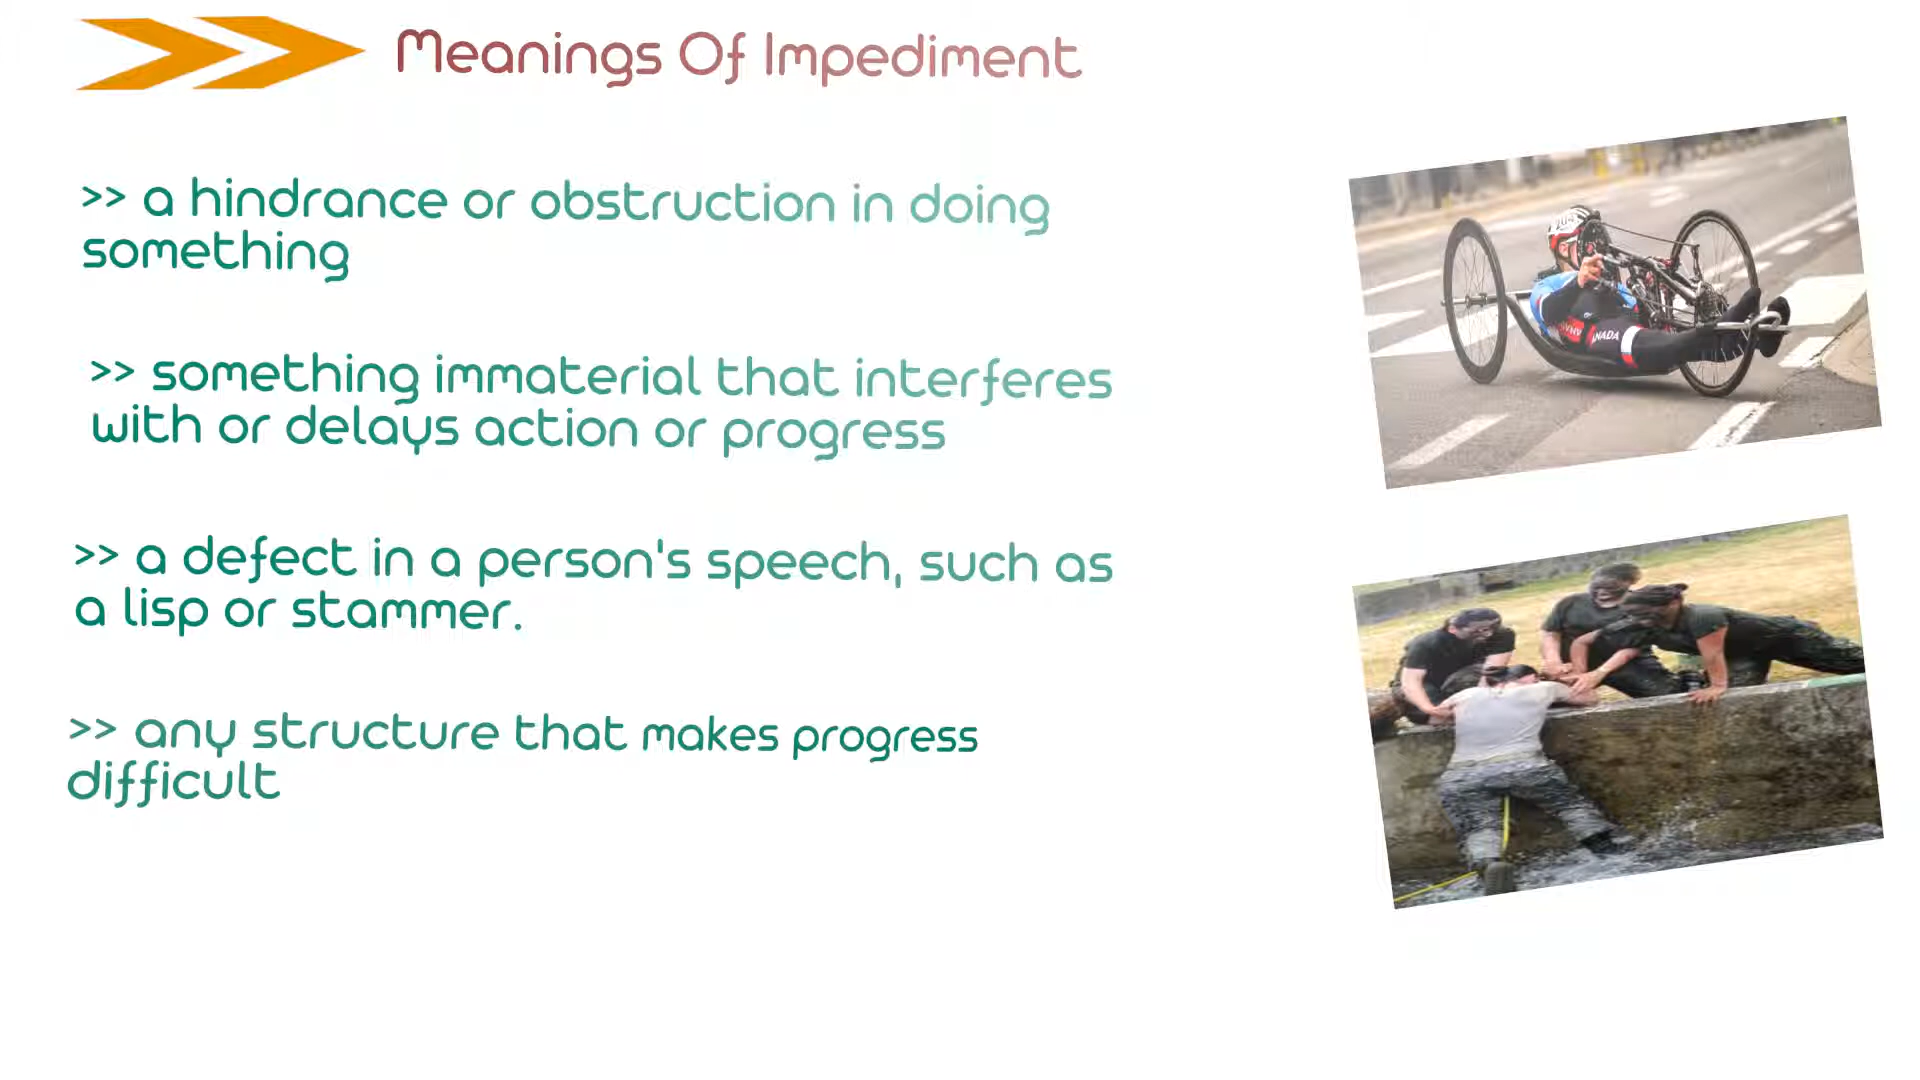 Meanings Of Impediment
>> a hindrance or obstruction in doing
something
>> something immaterial that interferes
with or delays action or progress
>> a defect in a person's speech, such as
a lisp or stammer.
>> any structure that makes progress
difficult
NADA